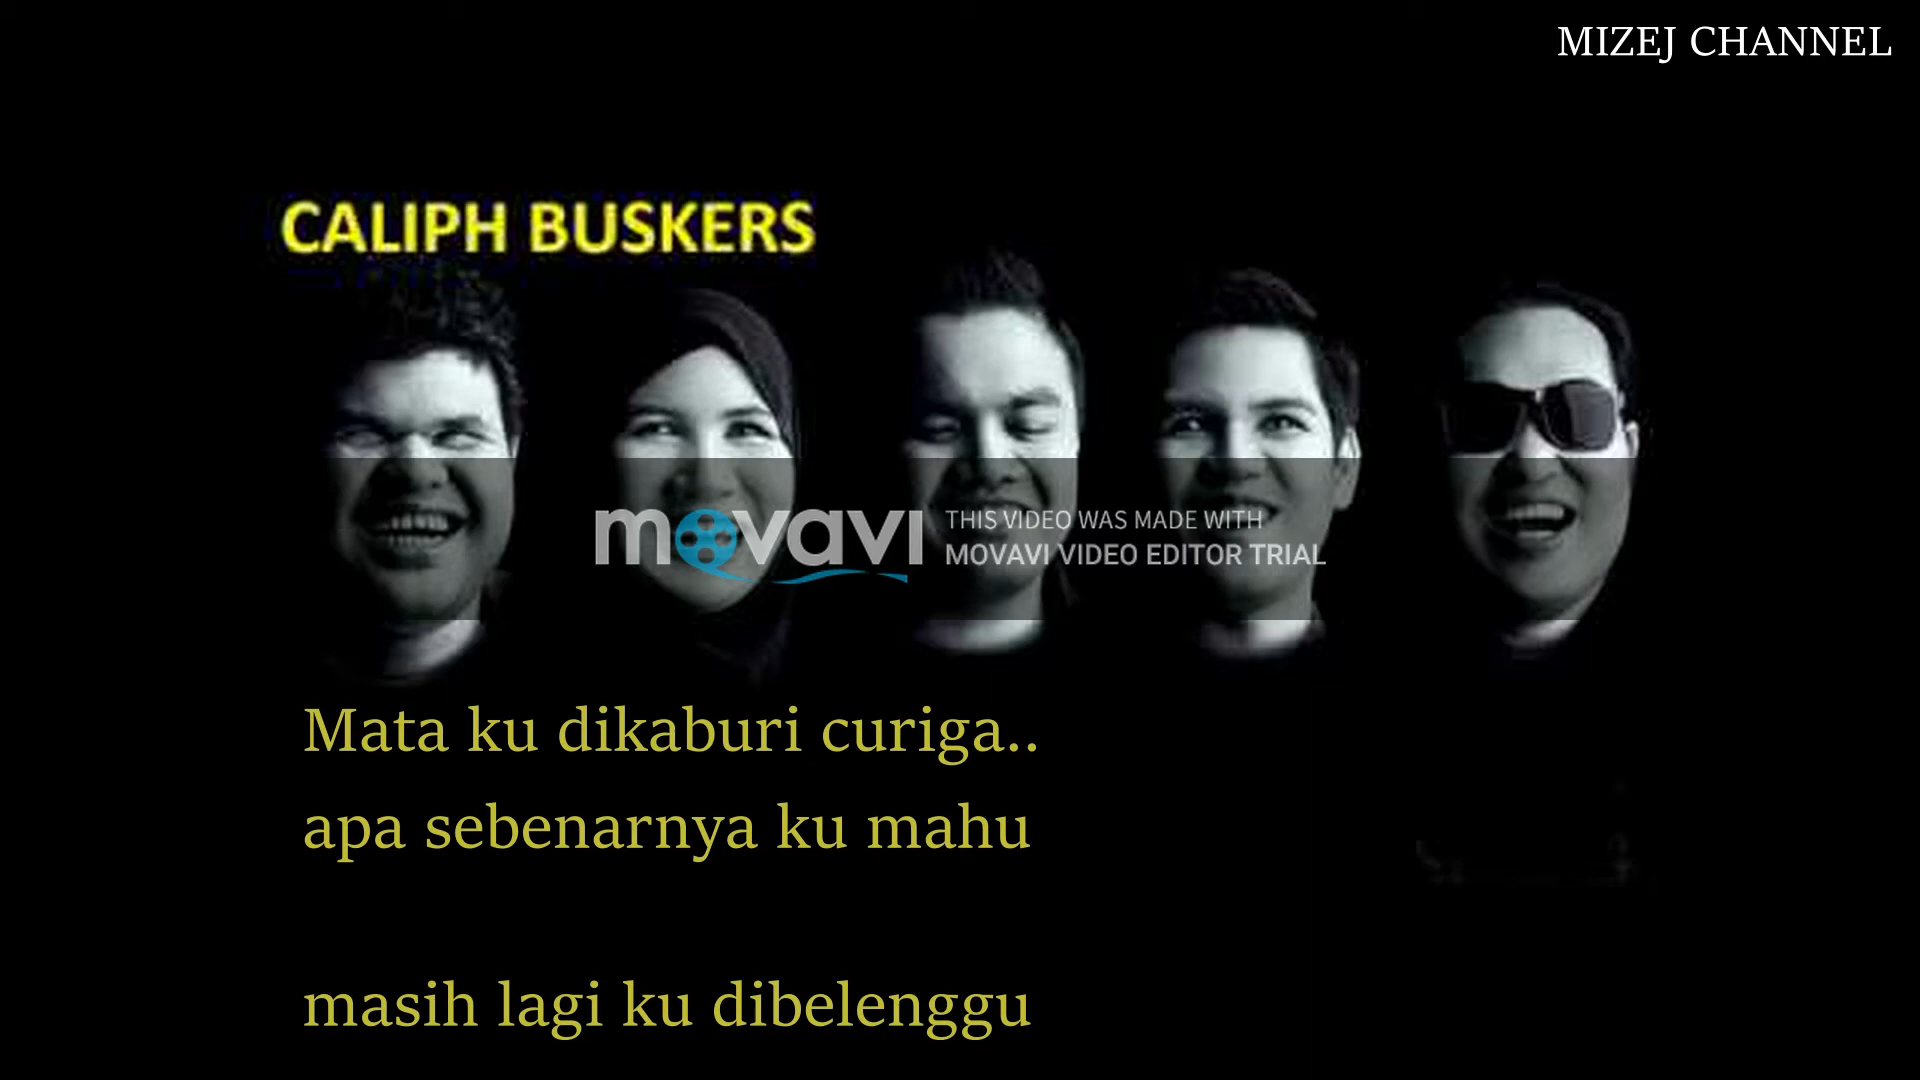 MIZEJ CHANNEL
CALIPH BUSKERS
movavi
THIS VIDEO WAS MADE WITH
MOVAVI VIDEO EDITOR TRIAL
Mata ku dikaburi curiga..
apa sebenarnya ku mahu
masih lagi ku dibelenggu